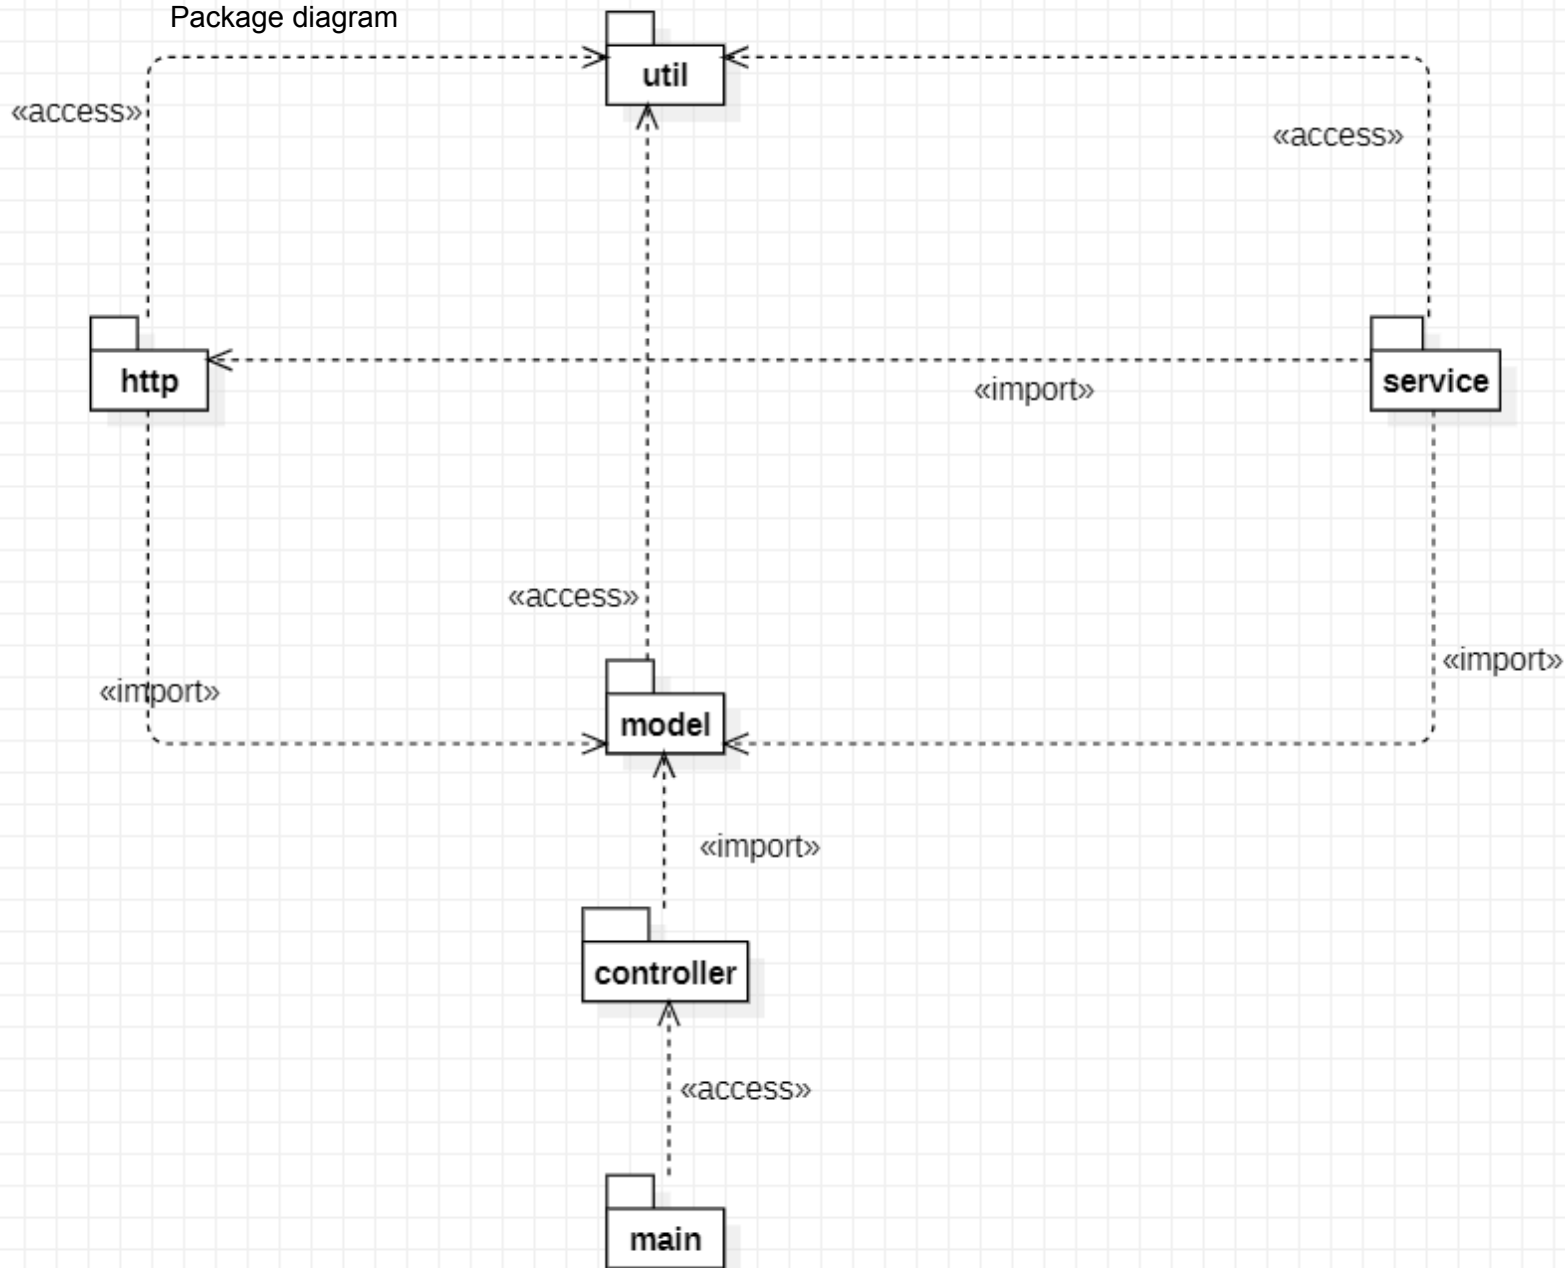 Package diagram
util
«access»
«access»
http
service
«import»
«access»
«import»
«import»
model
«import»
controller
«access»
main